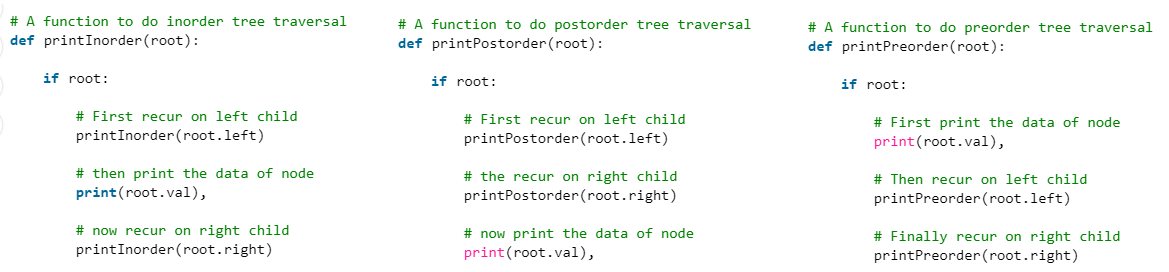 # A function to do inorder tree traversal
def printInorder(root):
if root:
# First recur on left child
printInorder(root.left)
# then print the data of node
print(root.val),
# now recur on right child
printInorder(root.right)
# A function to do postorder tree traversal
def printPostorder(root):
if root:
# First recur on left child
printPostorder(root.left)
# the recur on right child
printPostorder(root.right)
# now print the data of node
print(root.val),
# A function to do preorder tree traversal
def printPreorder(root):
if root:
# First print the data of node
print(root.val),
# Then recur on left child
printPreorder(root.left)
# Finally recur on right child
printPreorder(root.right)